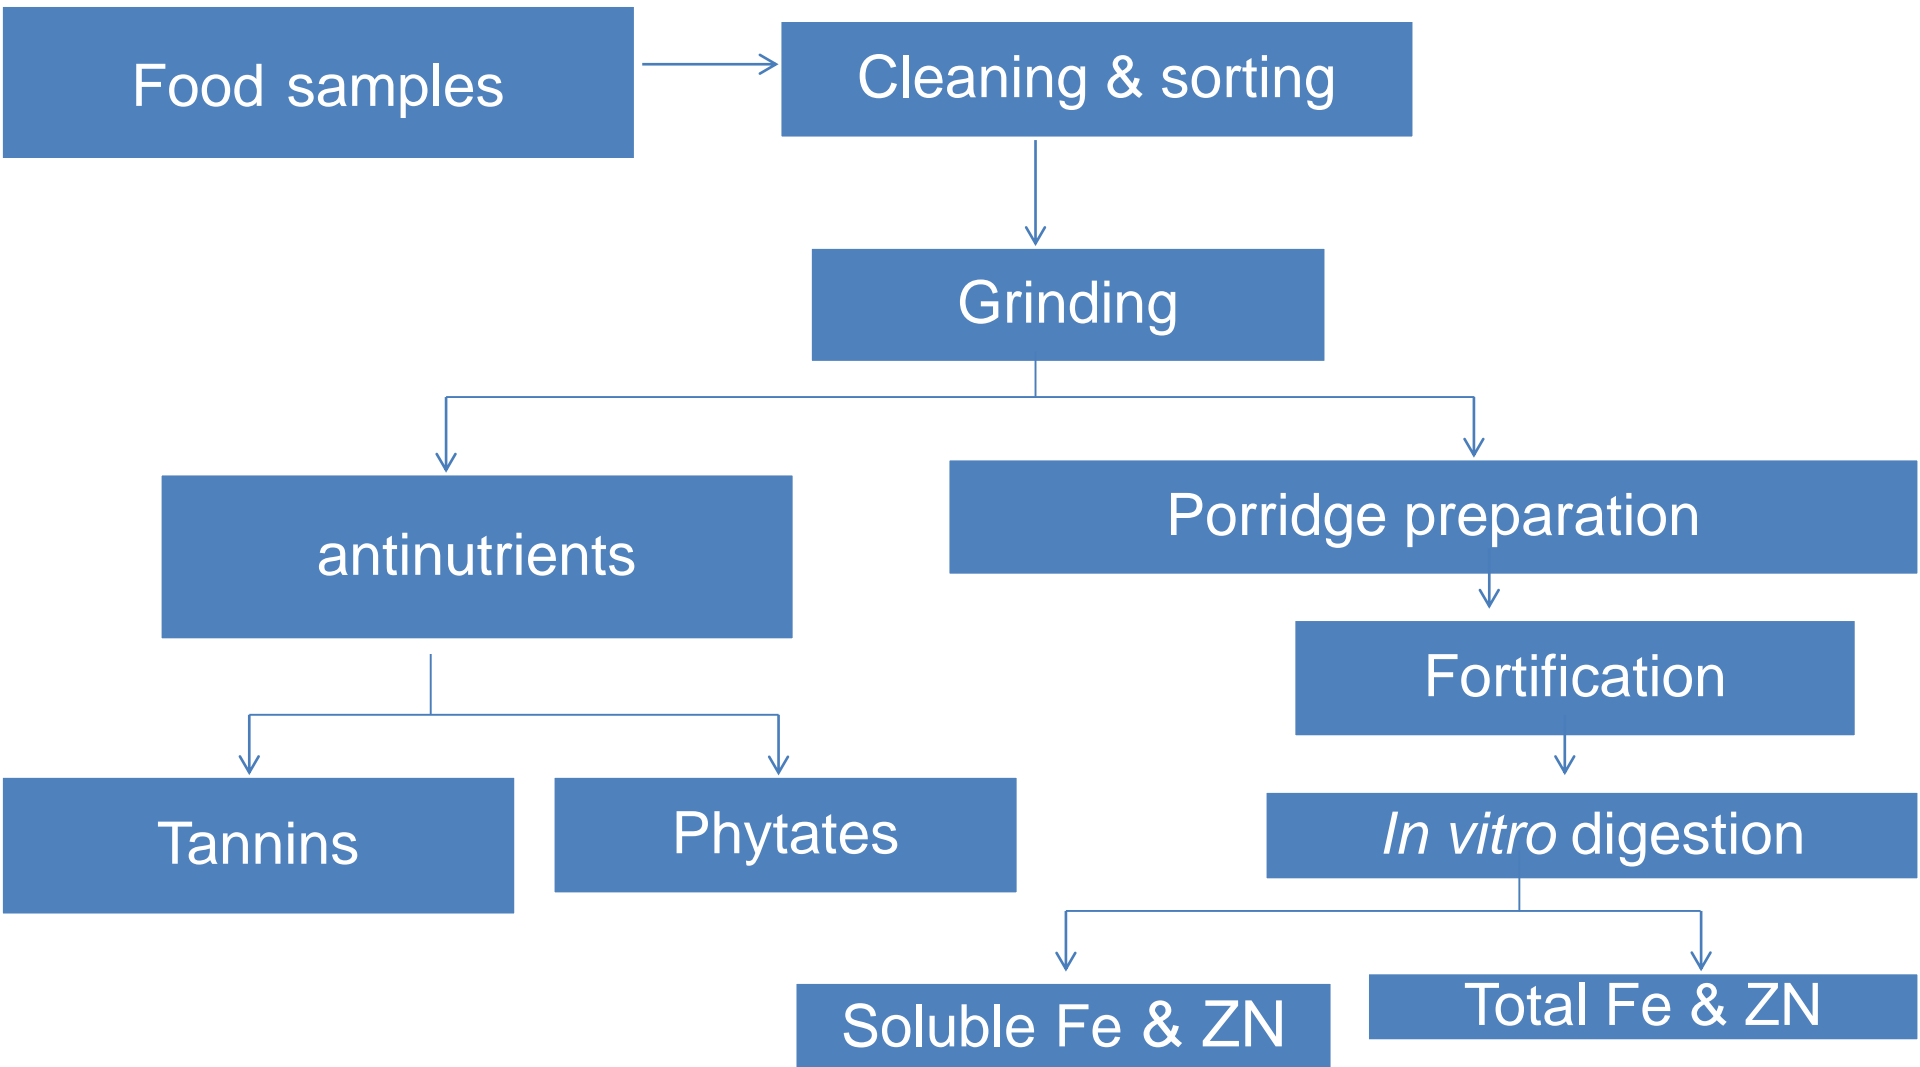 Food samples
Cleaning & sorting
Grinding
antinutrients
Porridge preparation
Fortification
Tannins
Phytates
In vitro digestion
Soluble Fe & ZN
Total Fe & ZN